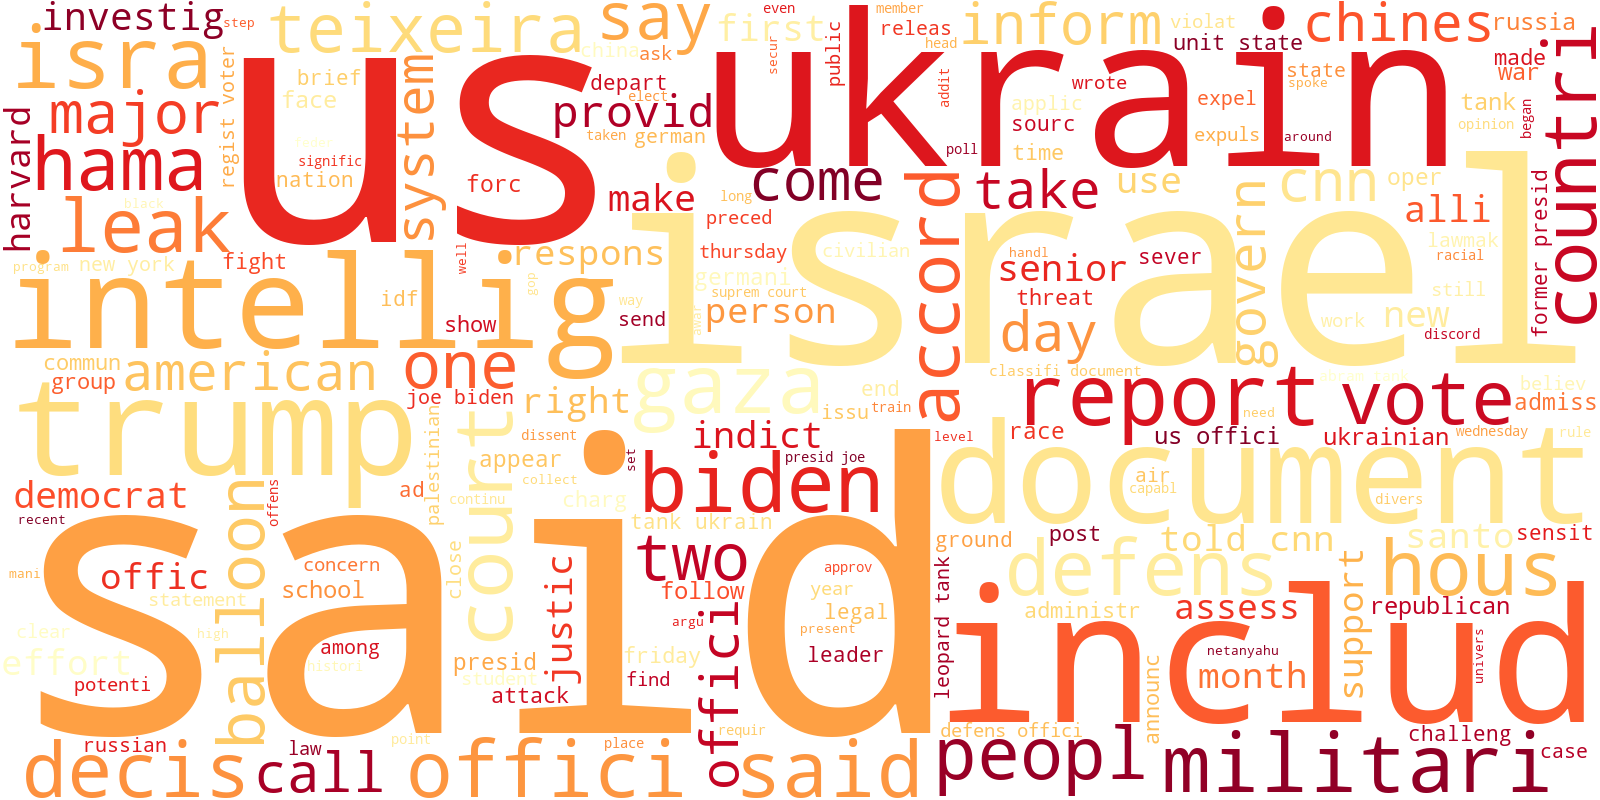 investig
step
teixeira
say
first
even
member
inform
violat
chines
russia
isra
us
ukrain
china
ask
secur
public
releas
head
unit state
made
war
regist voter
brief
face
system
depart
elect
provid
taken
german
addit
wrote
applic
sourc
time
state
spoke
expel
expuls
around
tank
opinion
began
countri
major
harvard
hama
signific
nation
forc
poll
come
accord
take
use
cnn
oper
alli
former presid
leak
black
make
long
preced
israel
govern
lawmak
racial
program
new york
fight
well
respons
thursday
civilian
handl
senior
sever
intellig
idf
show
gop
send
way
germani
suprem court
person
awar
threat
day
work
new
still
discord
commun
group
american
one
joe biden
gaza
classifi document
report
vote
believ
admiss
trump
palestinian
court
right
issu
end
train
need
dissent
indict
level
race
us offici
ukrainian
wednesday
rule
democrat
balloon
offens
ad
appear
set
presid joe
biden
document
air
capabl
divers
recent
continu
collect
charg
tank ukrain
said
mani
offic
concern
school
close
justic
two
follow
approv
year
ground
leopard tank
post
defens
told cnn
santo
sensit
hous
statement
clear
high
effort
potenti
among
histori
presid
student
attack
friday
find
argu
offici
legal
present
leader
administr
includ
assess
month
netanyahu
support
republican
univers
announc
decis
russian
law
call
point
offici
place
requir
said
defens offici
peopl
militari
challeng
case